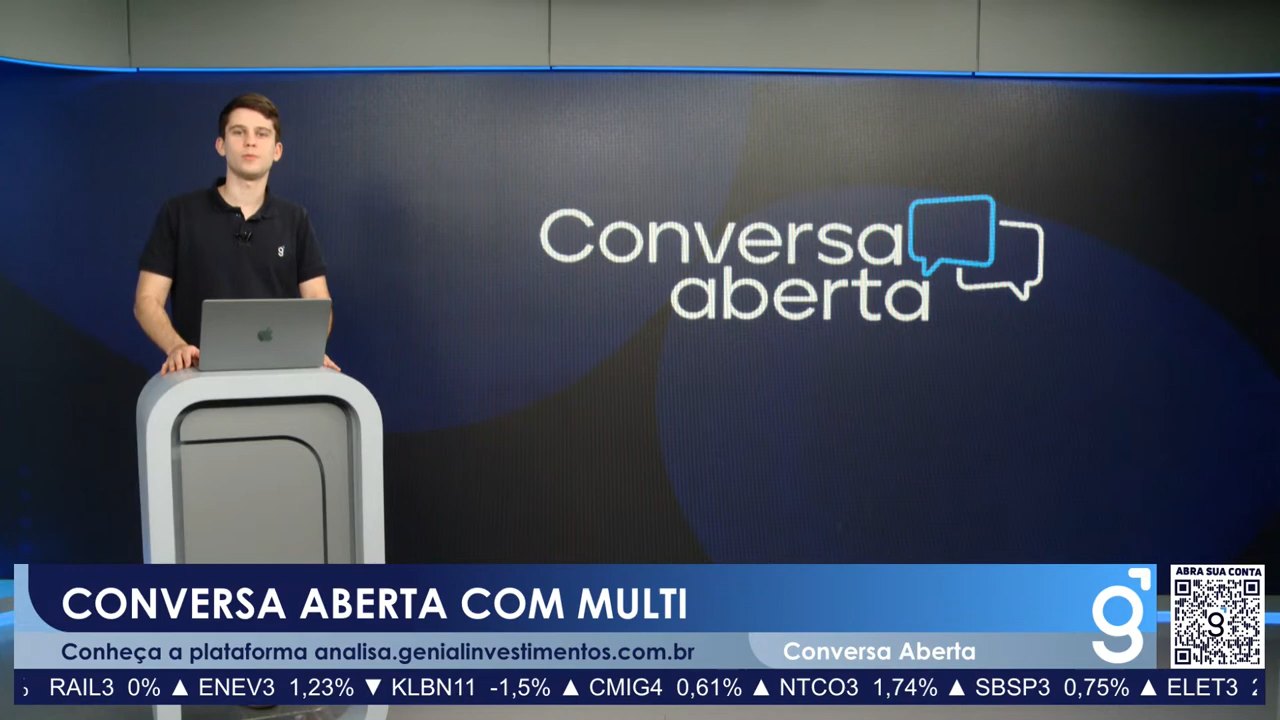 Conversa
aberta
g
CONVERSA ABERTA COM MULTI
g
ABRA SUA CONTA
g
Conheça a plataforma analisa.genialinvestimentos.com.br
Conversa Aberta
RAIL3 0% ▲ ENEV3 1,23% ▼ KLBN11 -1,5% ▲ CMIG4 0,61% ▲ NTCO3 1,74% ▲ SBSP3 0,75% ▲ ELET3